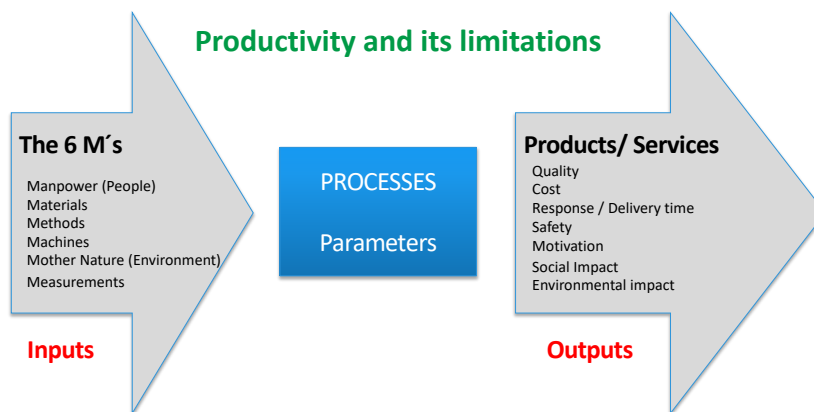 Productivity and its limitations
The 6 M´s
Manpower (People)
Materials
Methods
Machines
Mother Nature (Environment)
Measurements
Inputs
PROCESSES
Parameters
Products/ Services
Quality
Cost
Response / Delivery time
Safety
Motivation
Social Impact
Environmental impact
Outputs